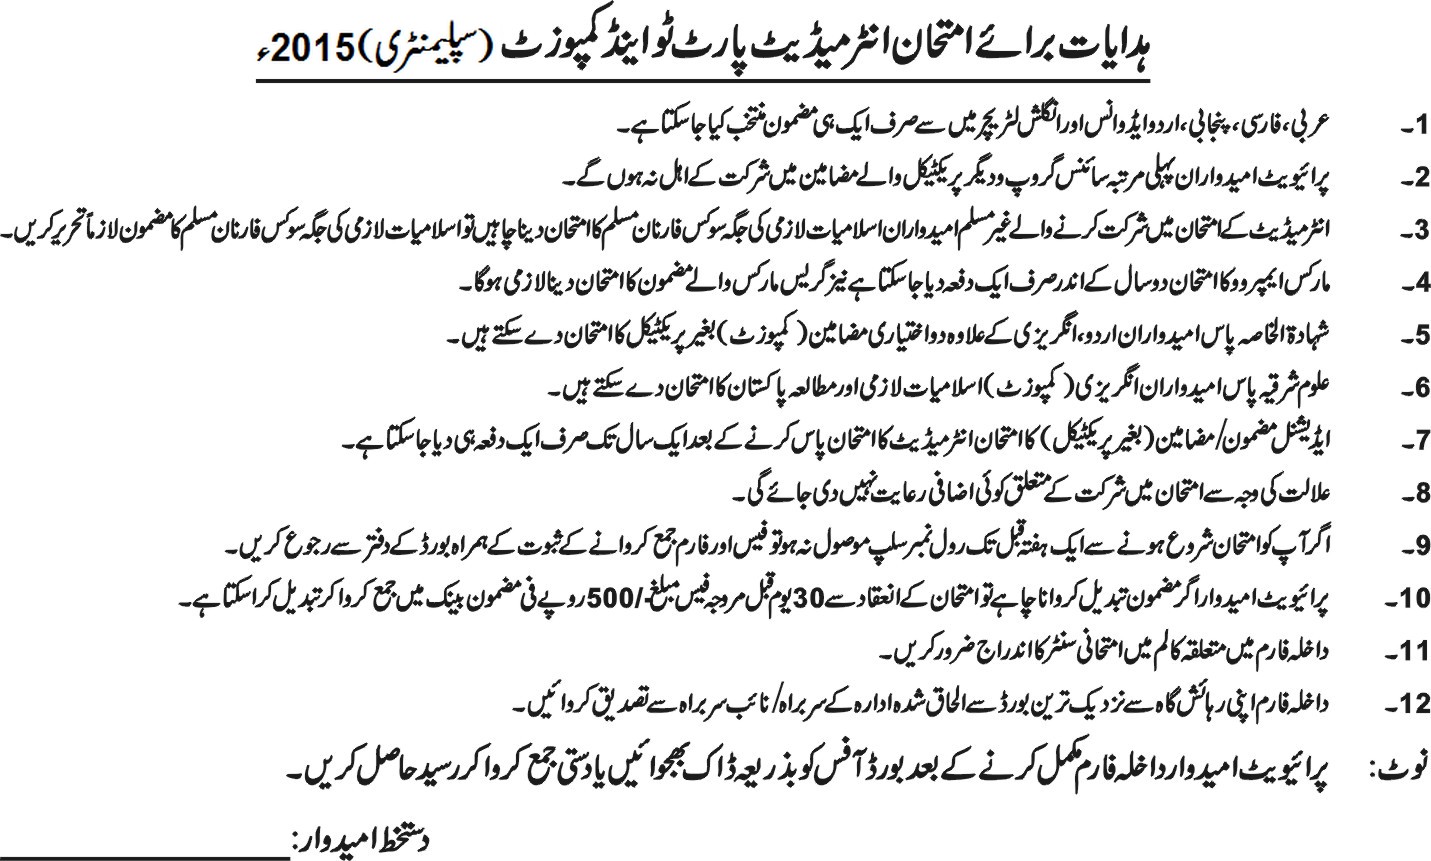 ہدایات برائے امتحان انٹرمیڈیٹ پارٹ ٹو اینڈ کمپوزٹ (سپلیمنٹری) 2015ء
1۔ عربی، فارسی، پنجابی، اردو ایڈوانس اور انگلش لٹریچر میں سے صرف ایک ہی مضمون منتخب کیا جا سکتا ہے۔
2۔ پرائیویٹ امیدواران پہلی مرتبہ سائنس گروپ و دیگر پریکٹیکل والے مضامین میں شرکت کے اہل نہ ہوں گے۔
3۔ انٹرمیڈیٹ کے امتحان میں شرکت کرنے والے غیر مسلم امیدواران اسلامیات لازمی کی جگہ سوکس فار نان مسلم کا امتحان دینا چاہیں تو اسلامیات لازمی کی جگہ سوکس فار نان مسلم کا مضمون لازماً تحریر کریں۔
4۔ مارکس ایمپروو کا امتحان دو سال کے اندر صرف ایک دفعہ دیا جا سکتا ہے نیز گریس مارکس والے مضمون کا امتحان دینا لازمی ہوگا۔
5۔ شہادۃ الخاصہ پاس امیدواران اردو، انگریزی کے علاوہ دو اختیاری مضامین (کمپوزٹ) بغیر پریکٹیکل کا امتحان دے سکتے ہیں۔
6۔ علوم شرقیہ پاس امیدواران انگریزی (کمپوزٹ) اسلامیات لازمی اور مطالعہ پاکستان کا امتحان دے سکتے ہیں۔
7۔ ایڈیشنل مضمون/مضامین (بغیر پریکٹیکل) کا امتحان انٹرمیڈیٹ کا امتحان پاس کرنے کے بعد ایک سال تک صرف ایک دفعہ ہی دیا جا سکتا ہے۔
8۔ علالت کی وجہ سے امتحان میں شرکت کے متعلق کوئی اضافی رعایت نہیں دی جائے گی۔
9۔ اگر آپ کو امتحان شروع ہونے سے ایک ہفتہ قبل تک رول نمبر سلپ موصول نہ ہو تو فیس اور فارم جمع کروانے کے ثبوت کے ہمراہ بورڈ کے دفتر سے رجوع کریں۔
10۔ پرائیویٹ امیدوار اگر مضمون تبدیل کروانا چاہے تو امتحان کے انعقاد سے 30 یوم قبل مروجہ فیس مبلغ -/500 روپے فی مضمون بینک میں جمع کروا کر تبدیل کرا سکتا ہے۔
11۔ داخلہ فارم میں متعلقہ کالم میں امتحانی سنٹر کا اندراج ضرور کریں۔
12۔ داخلہ فارم اپنی رہائش گاہ سے نزدیک ترین بورڈ سے الحاق شدہ ادارہ کے سربراہ/نائب سربراہ سے تصدیق کروائیں۔
نوٹ: پرائیویٹ امیدوار داخلہ فارم مکمل کرنے کے بعد بورڈ آفس کو بذریعہ ڈاک بھجوائیں یا دستی جمع کروا کر رسید حاصل کریں۔
دستخط امیدوار: